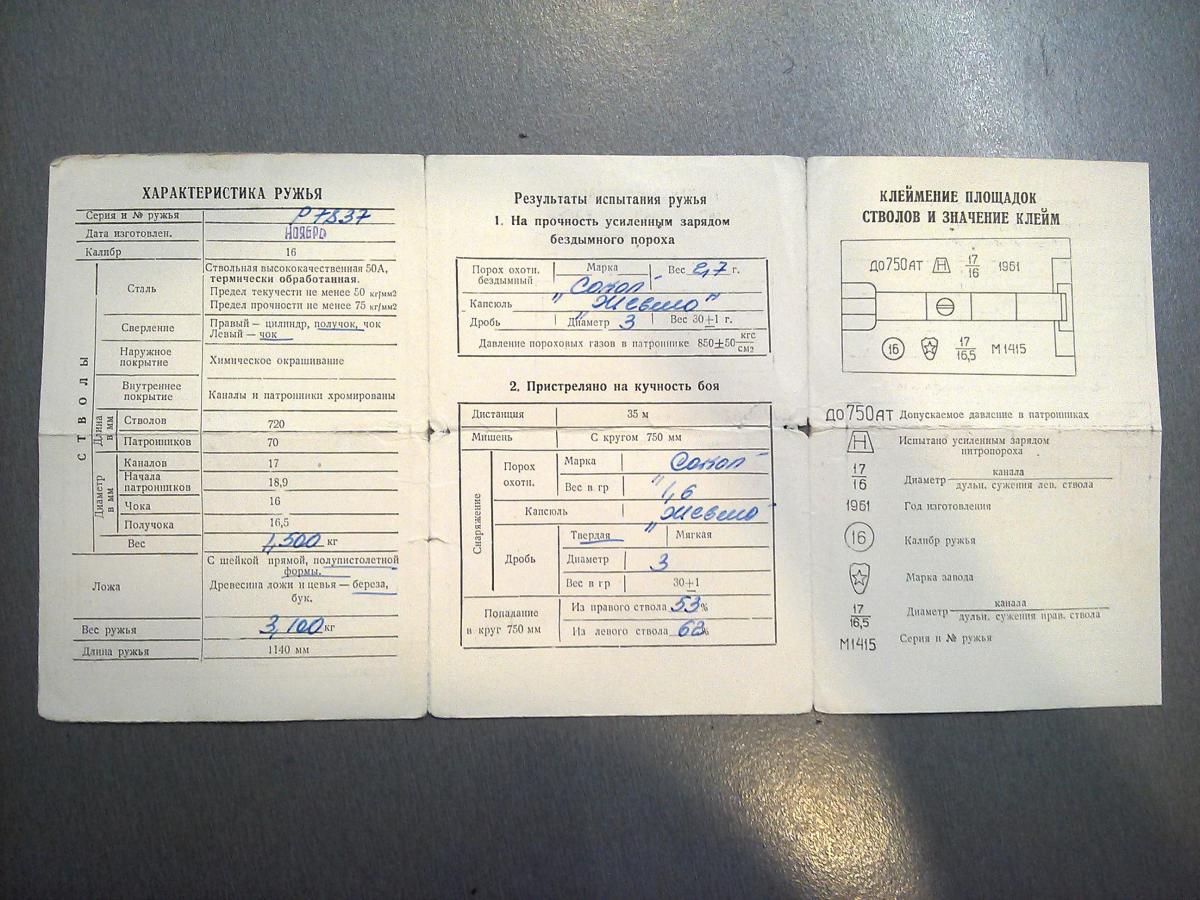 ХАРАКТЕРИСТИКА РУЖЬЯ
Серия и № ружья Р7837
Дата изготовлен. НОЯБРЬ
Калибр 16
СТВОЛЫ
Сталь
Ствольная высококачественная 50А,
термически обработанная.
Предел текучести не менее 50 кг/мм2
Предел прочности не менее 75 кг/мм2
Сверление
Правый — цилиндр, получок, чок
Левый — чок
Наружное покрытие
Химическое окрашивание
Внутреннее покрытие
Каналы и патронники хромированы
Длина в мм
Стволов 720
Патронников 70
Диаметр в мм
Каналов 17
Начала патронников 18,9
Чока 16
Получока 16,5
Вес 1,300 кг
Ложа
С шейкой прямой, полупистолетной
формы.
Древесина ложи и цевья — береза,
бук.
Вес ружья 3,100 кг
Длина ружья 1140 мм
Результаты испытания ружья
1. На прочность усиленным зарядом
бездымного пороха
Порох охотн. бездымный Марка „Сокол“ Вес 2,7 г.
Капсюль „Жевело“
Дробь Диаметр 3 Вес 30±1 г.
Давление пороховых газов в патроннике 850±50 кгс/см2
2. Пристреляно на кучность боя
Дистанция 35 м
Мишень С кругом 750 мм
Снаряжение
Порох охотн.
Марка „Сокол“
Вес в гр 1,6
Капсюль „Жевело“
Дробь
Твердая Мягкая
Диаметр 3
Вес в гр 30±1
Попадание в круг 750 мм
Из правого ствола 53%
Из левого ствола 62%
КЛЕЙМЕНИЕ ПЛОЩАДОК
СТВОЛОВ И ЗНАЧЕНИЕ КЛЕЙМ
ДО 750 АТ Н 17/16 1961
16 17/16,5 М1415
ДО 750 АТ Допускаемое давление в патронниках
Н Испытано усиленным зарядом
нитропороха
17/16 Диаметр канала/дульн. сужения лев. ствола
1961 Год изготовления
16 Калибр ружья
Марка завода
17/16,5 Диаметр канала/дульн. сужения прав. ствола
М1415 Серия и № ружья